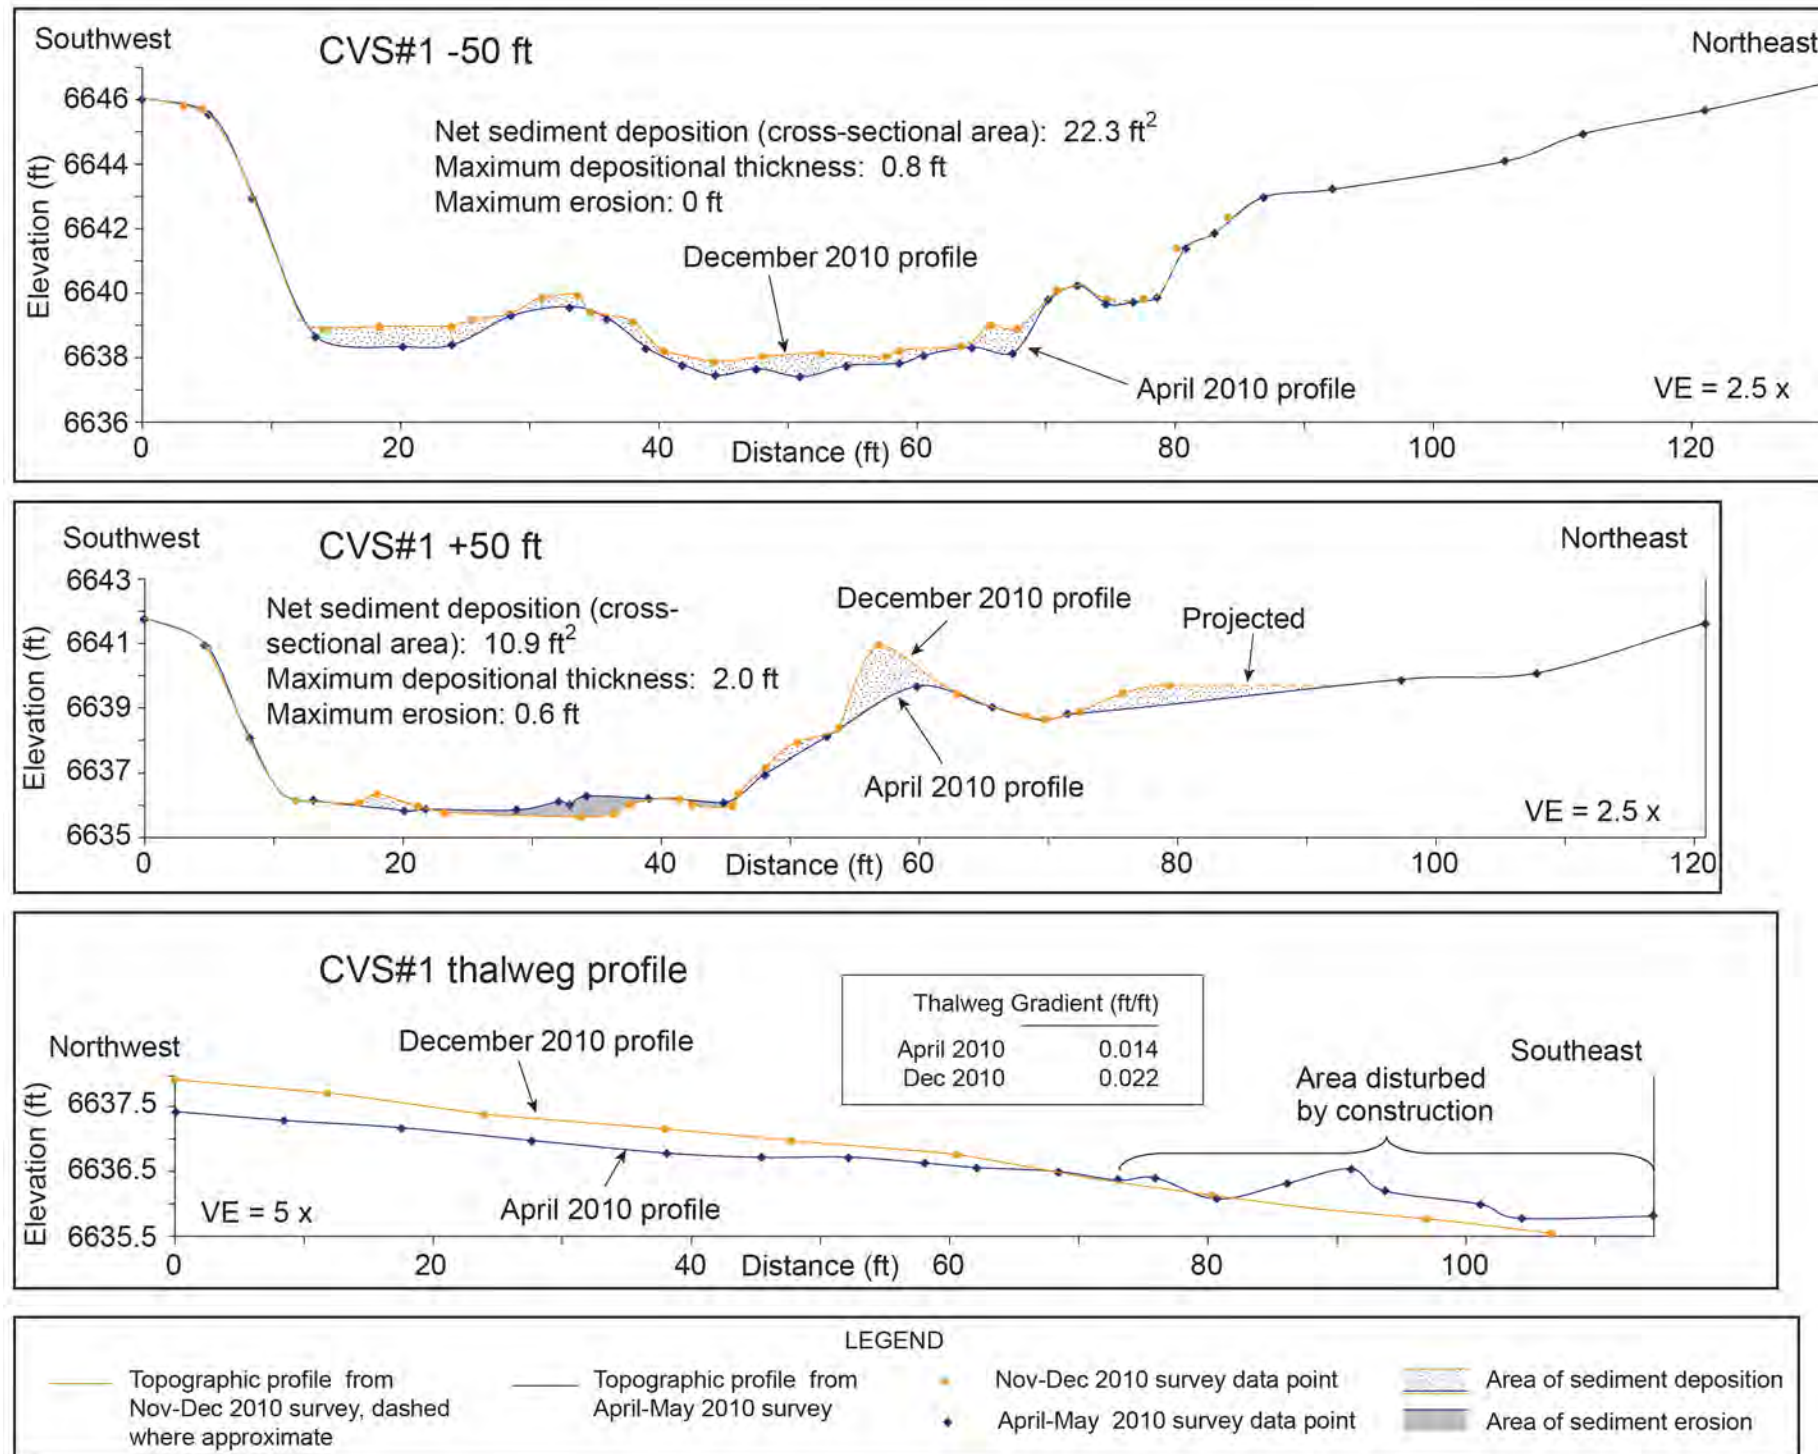 Southwest
CVS#1 -50 ft
Northeast
Net sediment deposition (cross-sectional area): 22.3 ft2
Maximum depositional thickness: 0.8 ft
Maximum erosion: 0 ft
December 2010 profile
April 2010 profile
VE = 2.5 x
Elevation (ft)
6646
6644
6642
6640
6638
6636
0 20 40 60 80 100 120
Distance (ft)
Southwest
CVS#1 +50 ft
Northeast
Net sediment deposition (cross-
sectional area): 10.9 ft2
Maximum depositional thickness: 2.0 ft
Maximum erosion: 0.6 ft
December 2010 profile
Projected
April 2010 profile
VE = 2.5 x
Elevation (ft)
6643
6641
6639
6637
6635
0 20 40 60 80 100 120
Distance (ft)
CVS#1 thalweg profile
Thalweg Gradient (ft/ft)
April 2010 0.014
Dec 2010 0.022
Northwest
December 2010 profile
Southeast
Area disturbed
by construction
VE = 5 x
April 2010 profile
Elevation (ft)
6637.5
6636.5
6635.5
0 20 40 60 80 100
Distance (ft)
LEGEND
Topographic profile from
Nov-Dec 2010 survey, dashed
where approximate
Topographic profile from
April-May 2010 survey
Nov-Dec 2010 survey data point
April-May 2010 survey data point
Area of sediment deposition
Area of sediment erosion